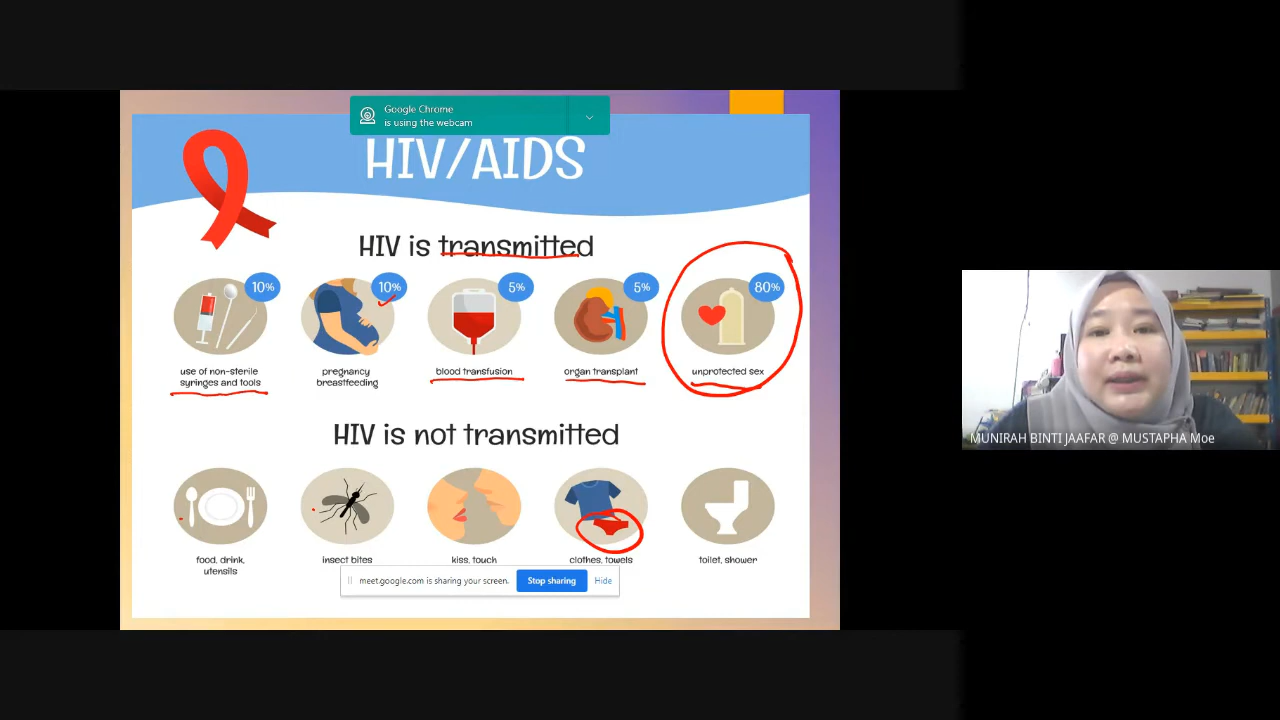 Google Chrome
is using the webcam
HIV/AIDS
HIV is transmitted
10%
10%
5%
5%
80%
use of non-sterile
syringes and tools
pregnancy
breastfeeding
blood transfusion
organ transplant
unprotected sex
HIV is not transmitted
food, drink,
utensils
insect bites
kiss, touch
clothes, towels
toilet, shower
meet.google.com is sharing your screen.
Stop sharing
Hide
MUNIRAH BINTI JAAFAR @ MUSTAPHA Moe